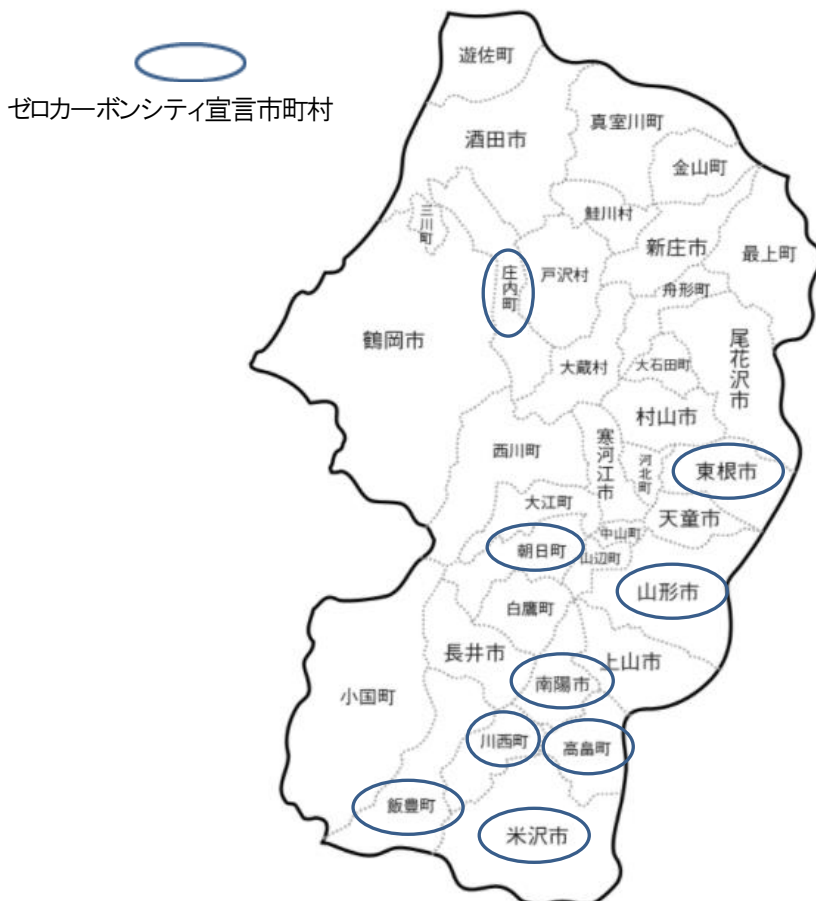 ゼロカーボンシティ宣言市町村
遊佐町
酒田市
真室川町
金山町
三川町
鮭川村
新庄市
最上町
庄内町
戸沢村
舟形町
鶴岡市
大蔵村
大石田町
尾花沢市
村山市
西川町
寒河江市
河北町
東根市
大江町
天童市
中山町
朝日町
山辺町
山形市
白鷹町
長井市
上山市
南陽市
小国町
川西町
高畠町
飯豊町
米沢市